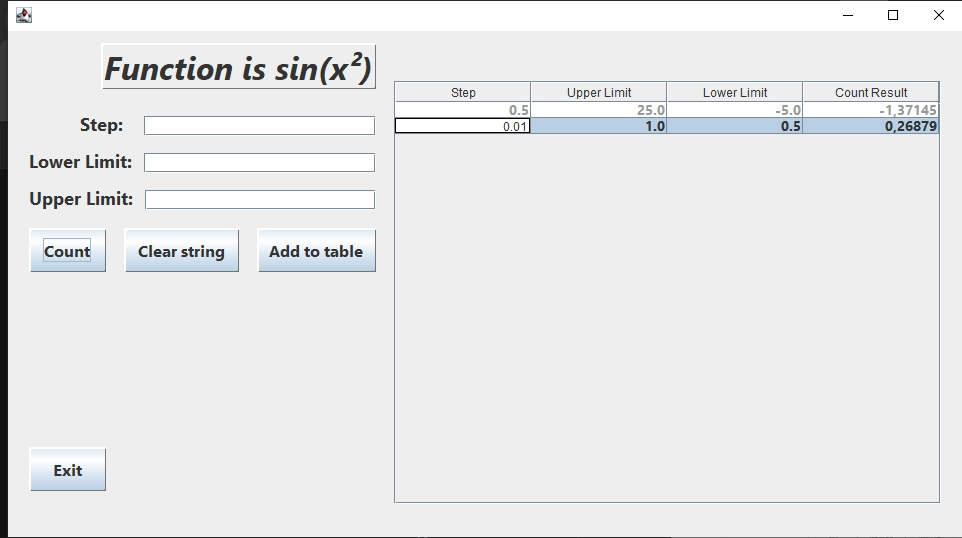 Function is sin(x²)
Step:
Lower Limit:
Upper Limit:
Count Clear string Add to table
Exit
Step Upper Limit Lower Limit Count Result
0.5 25.0 -5.0 -1,37145
0.01 1.0 0.5 0,26879